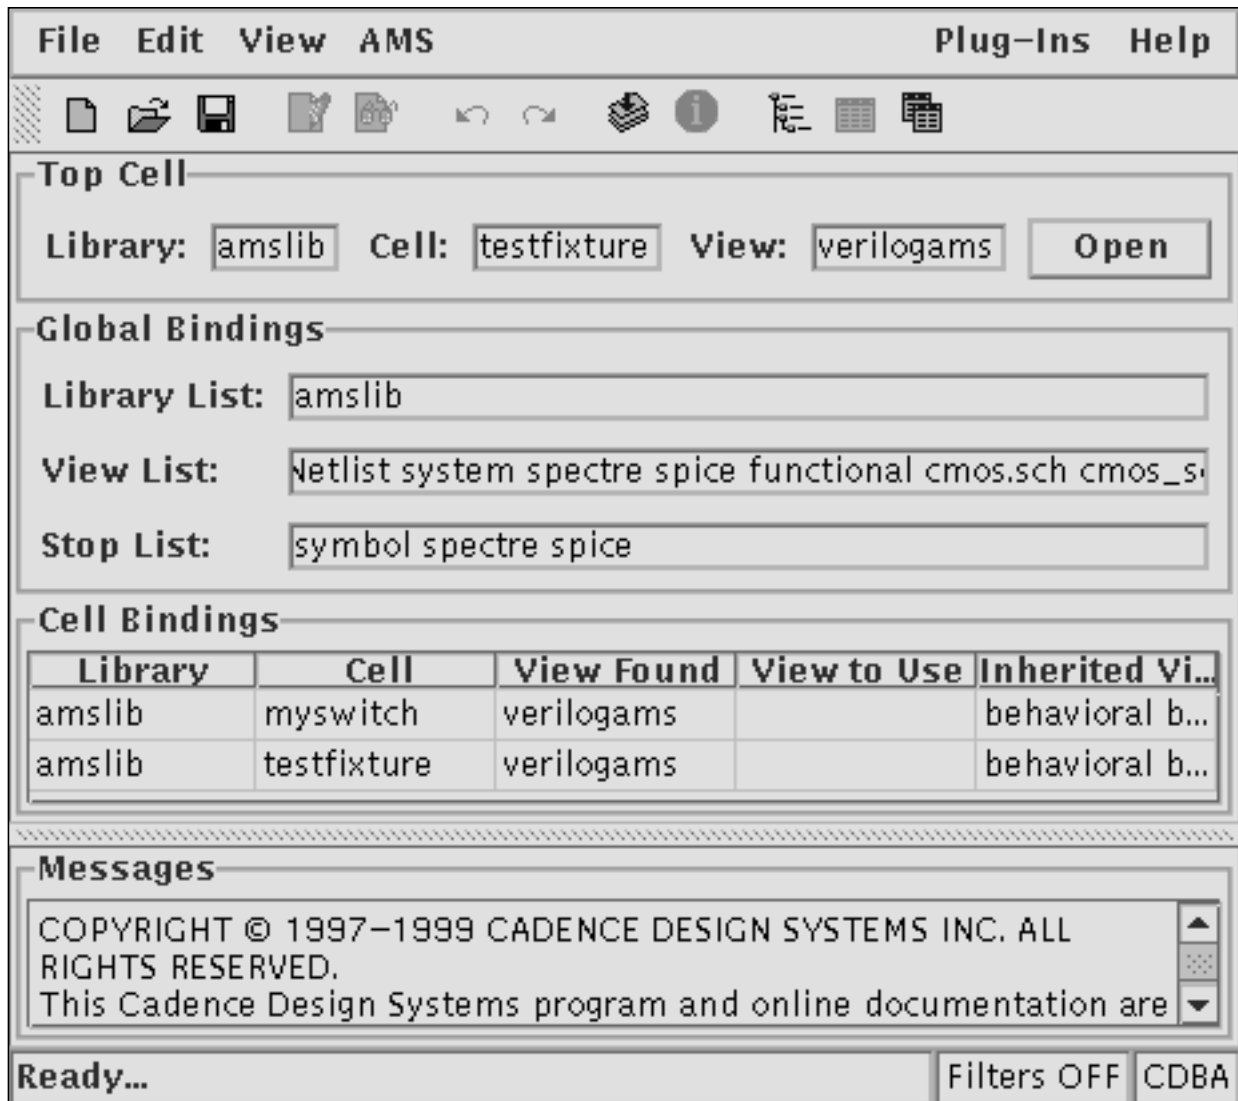 File Edit View AMS Plug-Ins Help
Top Cell
Library: amslib Cell: testfixture View: verilogams Open
Global Bindings
Library List: amslib
View List: Netlist system spectre spice functional cmos.sch
Stop List: symbol spectre spice
Cell Bindings
Library Cell View Found View to Use Inherited Vi...
amslib myswitch verilogams behavioral b...
amslib testfixture verilogams behavioral b...
Messages
COPYRIGHT © 1997-1999 CADENCE DESIGN SYSTEMS INC. ALL
RIGHTS RESERVED.
This Cadence Design Systems program and online documentation are
Ready... Filters OFF CDBA